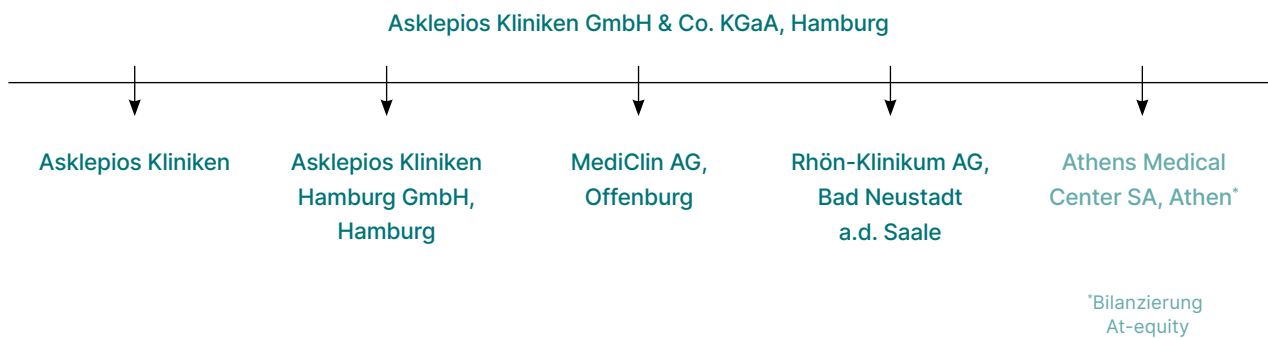 Asklepios Kliniken GmbH & Co. KGaA, Hamburg
Asklepios Kliniken
Asklepios Kliniken
Hamburg GmbH,
Hamburg
MediClin AG,
Offenburg
Rhön-Klinikum AG,
Bad Neustadt
a.d. Saale
Athens Medical
Center SA, Athen*
*Bilanzierung
At-equity